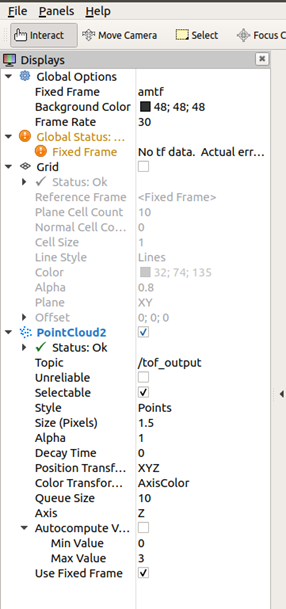 File Panels Help
Interact Move Camera Select Focus C
Displays
Global Options
Fixed Frame amtf
Background Color 48; 48; 48
Frame Rate 30
Global Status: ...
Fixed Frame No tf data. Actual err...
Grid
Status: Ok
Reference Frame <Fixed Frame>
Plane Cell Count 10
Normal Cell Co... 0
Cell Size 1
Line Style Lines
Color 32; 74; 135
Alpha 0.8
Plane XY
Offset 0; 0; 0
PointCloud2
Status: Ok
Topic /tof_output
Unreliable
Selectable
Style Points
Size (Pixels) 1.5
Alpha 1
Decay Time 0
Position Transf... XYZ
Color Transfor... AxisColor
Queue Size 10
Axis Z
Autocompute V...
Min Value 0
Max Value 3
Use Fixed Frame